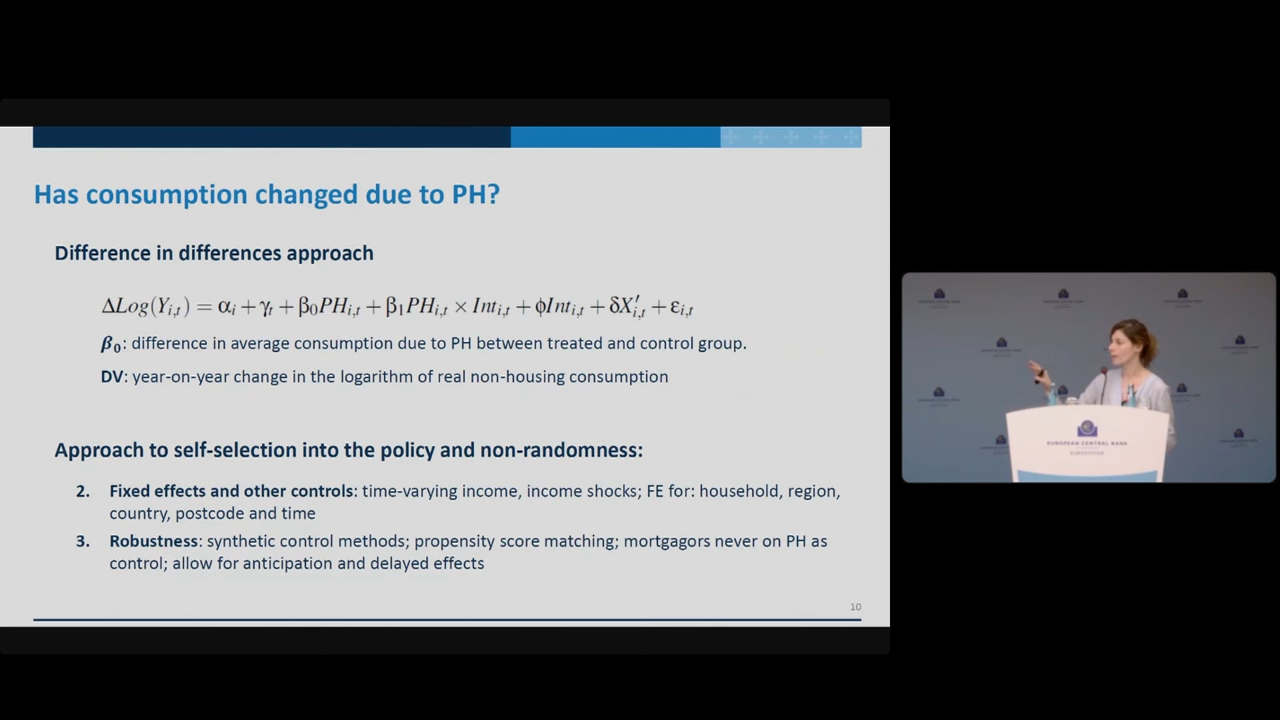 Has consumption changed due to PH?
Difference in differences approach
ΔLog(Y_{i,t}) = α_i + γ_t + β_0PH_{i,t} + β_1PH_{i,t} × Int_{i,t} + ϕInt_{i,t} + δX'_{i,t} + ε_{i,t}
β_0: difference in average consumption due to PH between treated and control group.
DV: year-on-year change in the logarithm of real non-housing consumption
Approach to self-selection into the policy and non-randomness:
2. Fixed effects and other controls: time-varying income, income shocks; FE for: household, region,
country, postcode and time
3. Robustness: synthetic control methods; propensity score matching; mortgagors never on PH as
control; allow for anticipation and delayed effects
10
EUROPEAN CENTRAL BANK
EUROSYSTEM